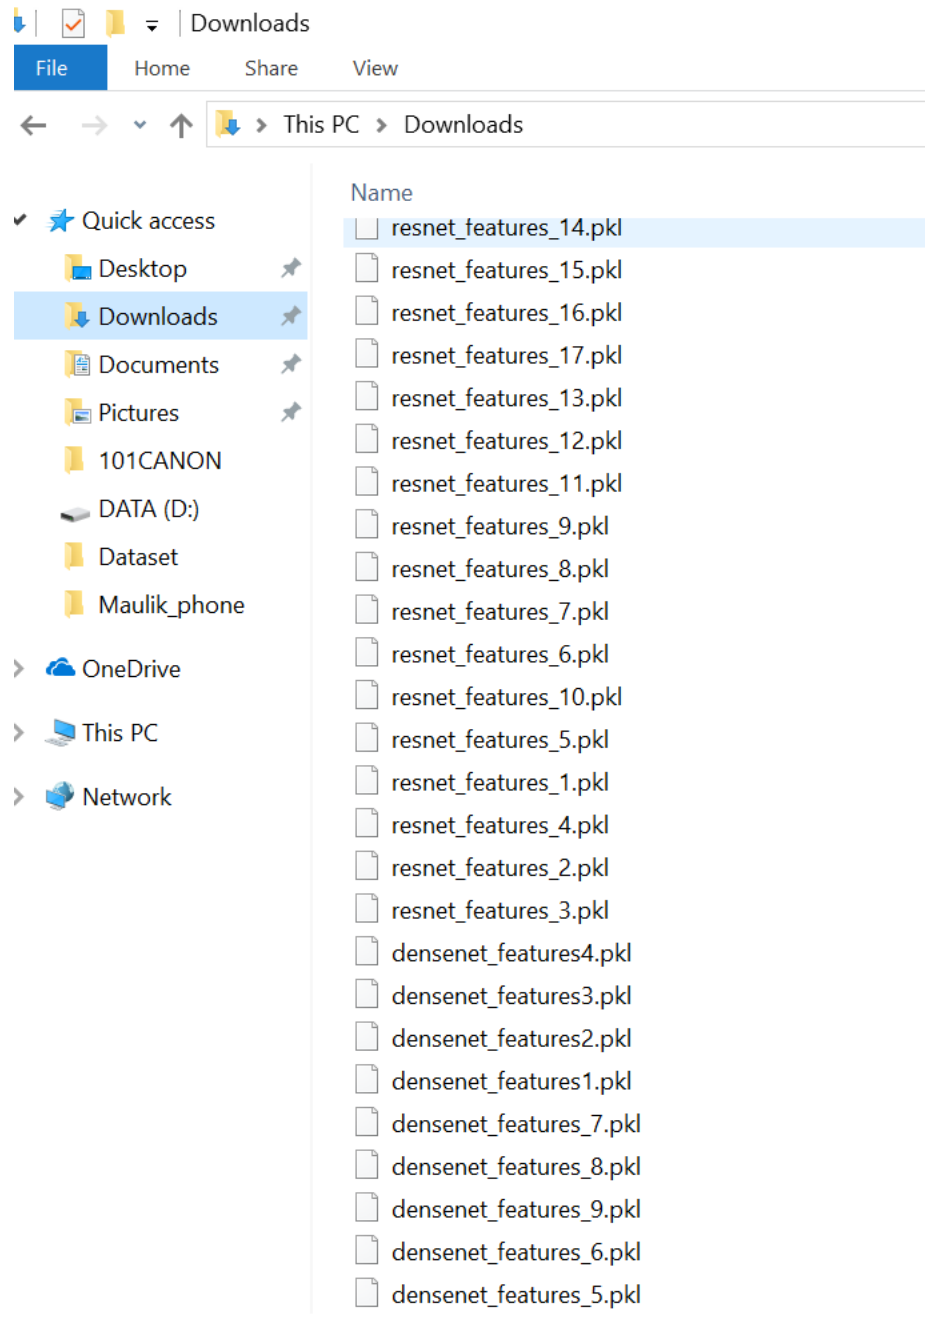 Downloads
File Home Share View
This PC Downloads
Name
Quick access
Desktop
Downloads
Documents
Pictures
101CANON
DATA (D:)
Dataset
Maulik_phone
OneDrive
This PC
Network
resnet_features_14.pkl
resnet_features_15.pkl
resnet_features_16.pkl
resnet_features_17.pkl
resnet_features_13.pkl
resnet_features_12.pkl
resnet_features_11.pkl
resnet_features_9.pkl
resnet_features_8.pkl
resnet_features_7.pkl
resnet_features_6.pkl
resnet_features_10.pkl
resnet_features_5.pkl
resnet_features_1.pkl
resnet_features_4.pkl
resnet_features_2.pkl
resnet_features_3.pkl
densenet_features4.pkl
densenet_features3.pkl
densenet_features2.pkl
densenet_features1.pkl
densenet_features_7.pkl
densenet_features_8.pkl
densenet_features_9.pkl
densenet_features_6.pkl
densenet_features_5.pkl